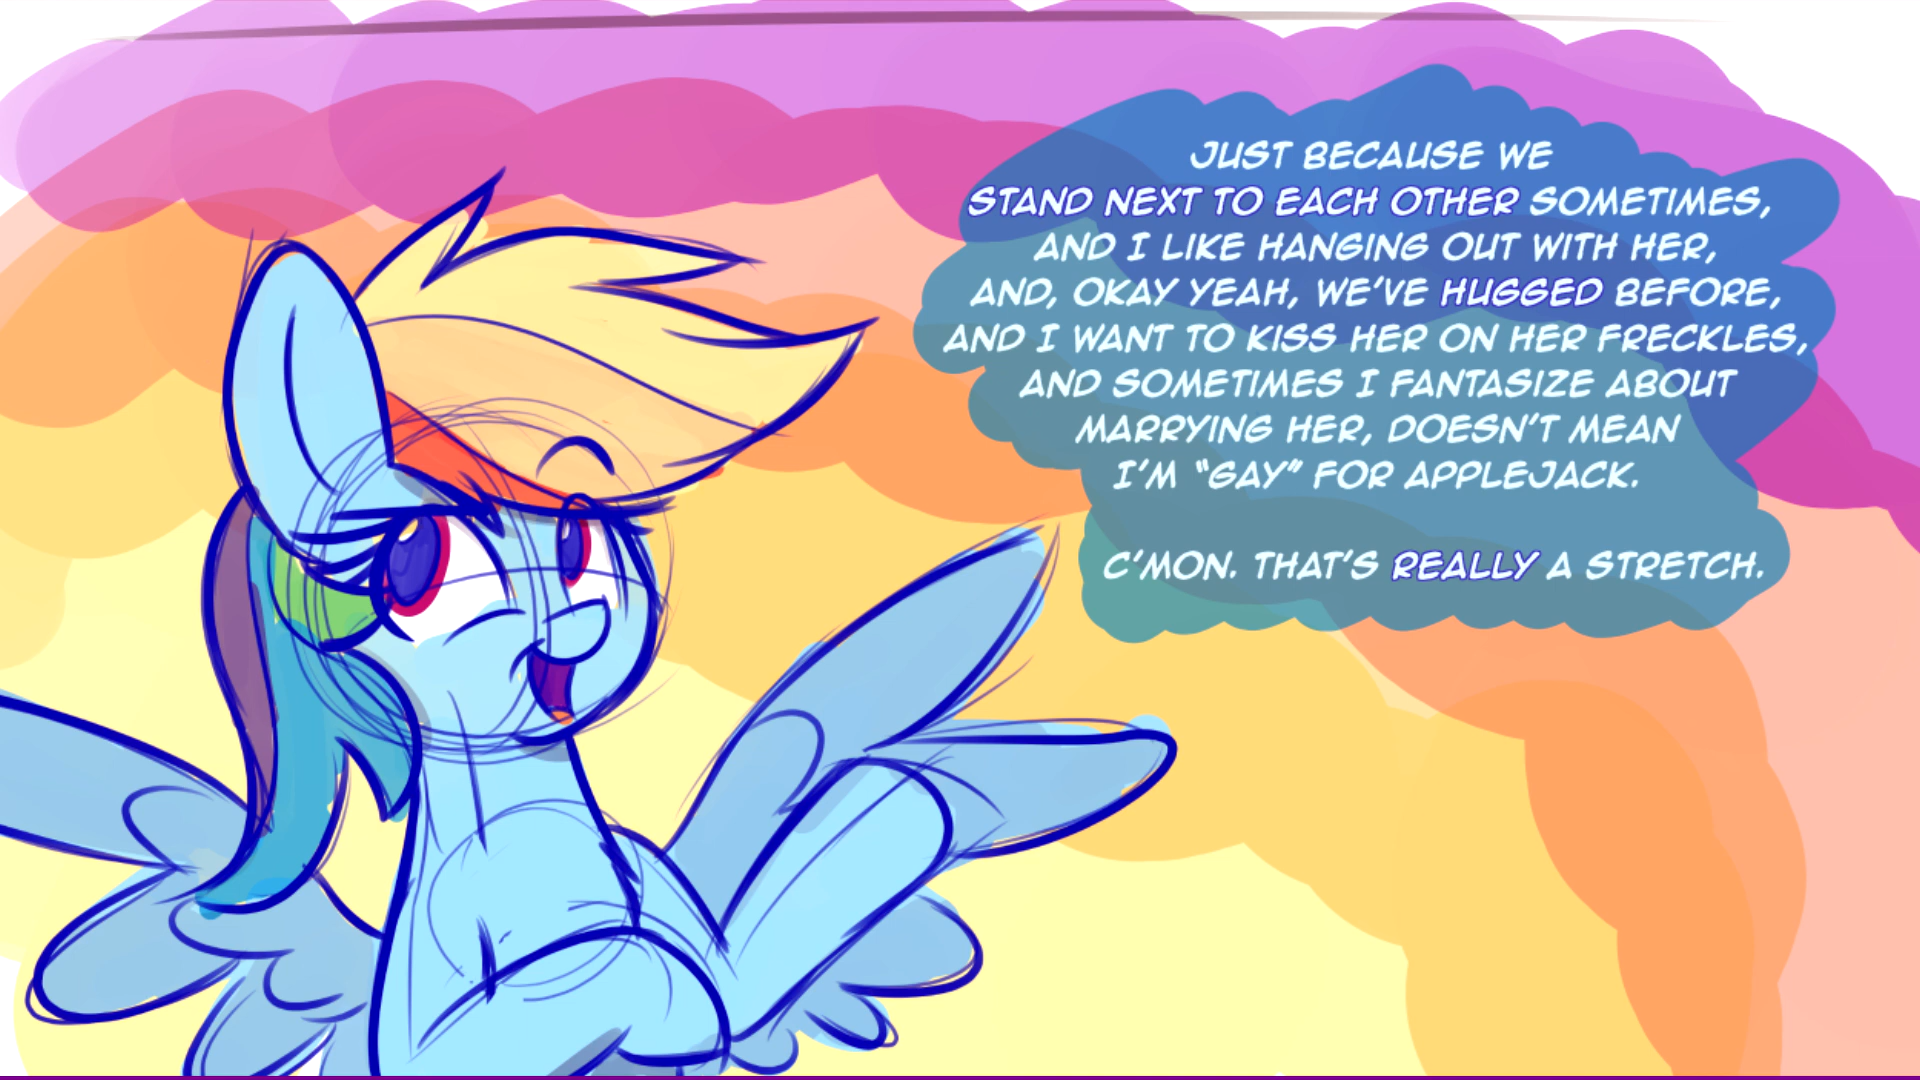 JUST BECAUSE WE
STAND NEXT TO EACH OTHER SOMETIMES,
AND I LIKE HANGING OUT WITH HER,
AND, OKAY YEAH, WE'VE HUGGED BEFORE,
AND I WANT TO KISS HER ON HER FRECKLES,
AND SOMETIMES I FANTASIZE ABOUT
MARRYING HER, DOESN'T MEAN
I'M "GAY" FOR APPLEJACK.
C'MON. THAT'S REALLY A STRETCH.